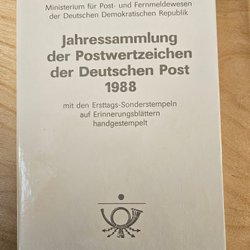 Ministerium für Post- und Fernmeldewesen
der Deutschen Demokratischen Republik
Jahressammlung
der Postwertzeichen
der Deutschen Post
1988
mit den Ersttags-Sonderstempeln
auf Erinnerungsblättern
handgestempelt